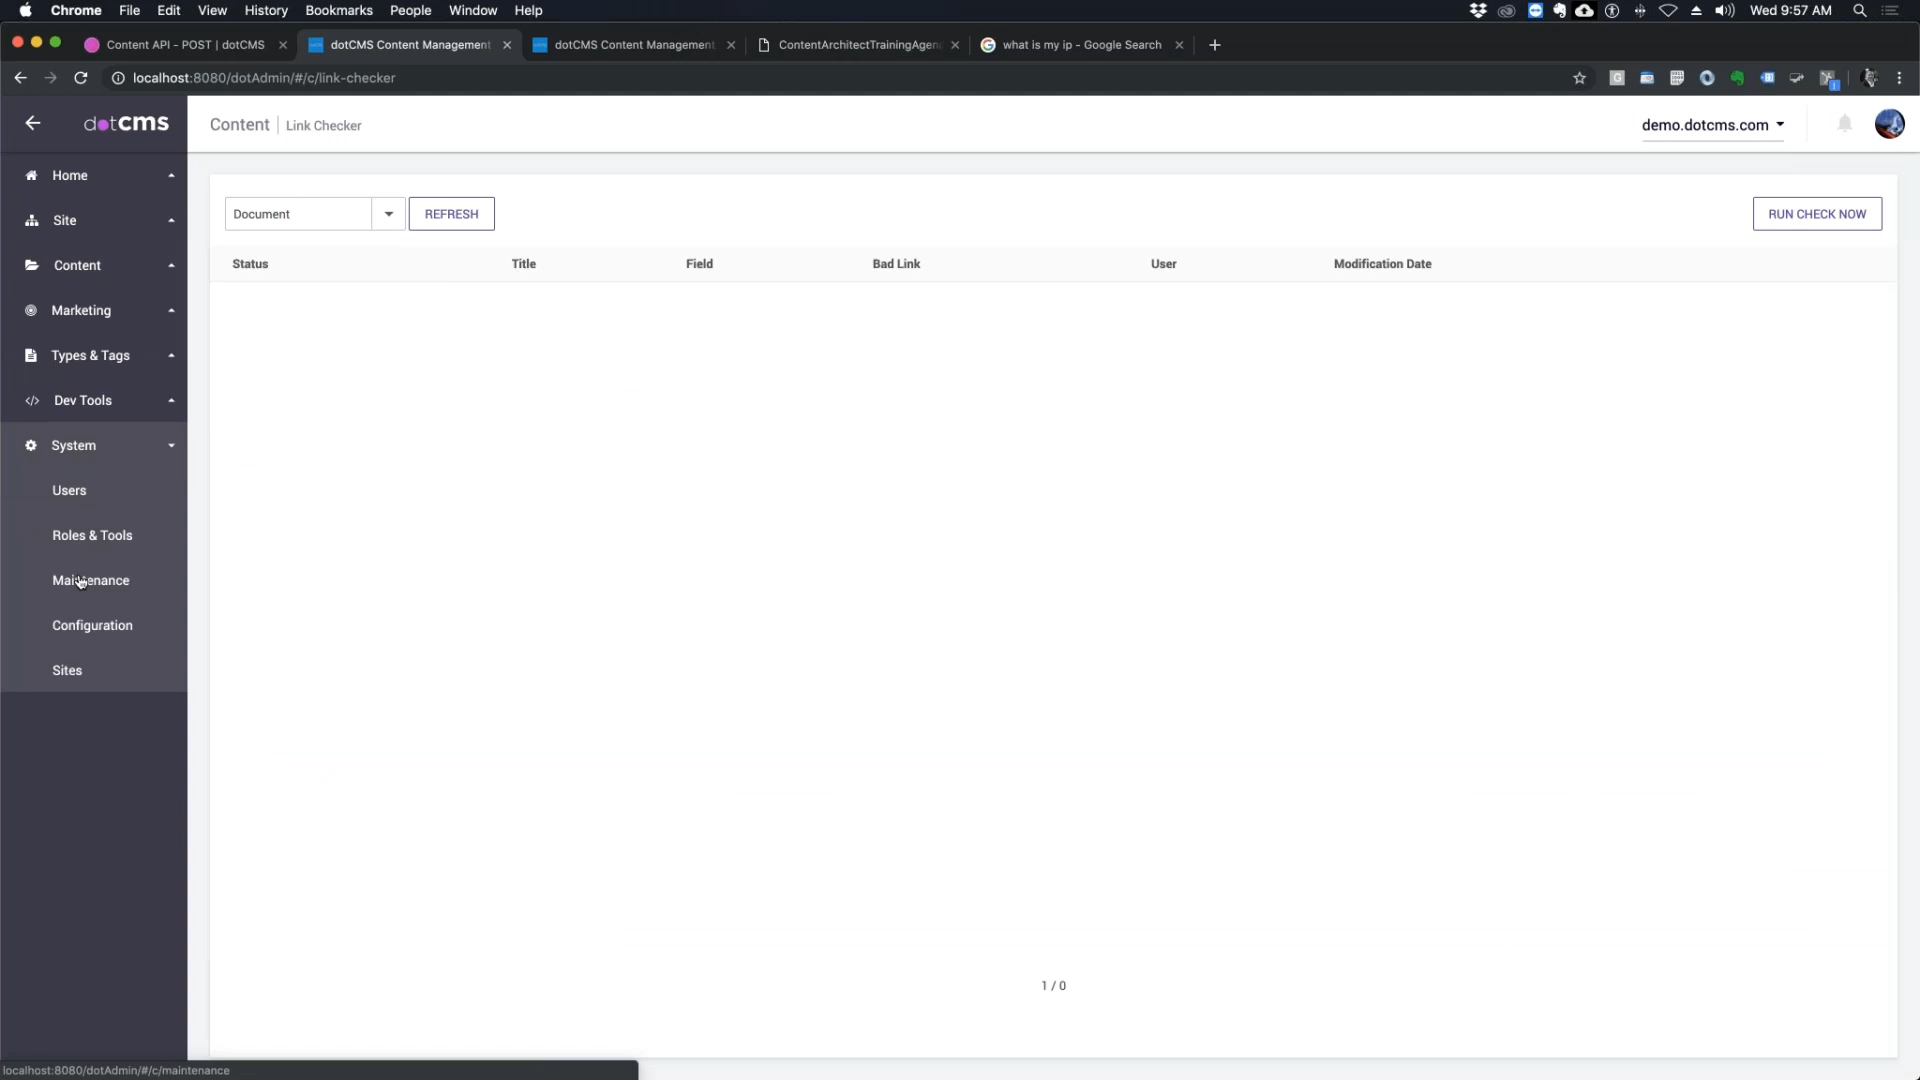 Chrome File Edit View History Bookmarks People Window Help Wed 9:57 AM
Content API - POST | dotCMS dotCMS Content Management dotCMS Content Management ContentArchitectTrainingAgen what is my ip - Google Search
localhost:8080/dotAdmin/#/c/link-checker
dotCMS Content Link Checker demo.dotcms.com
Home
Site
Document REFRESH RUN CHECK NOW
Content
Status Title Field Bad Link User Modification Date
Marketing
Types & Tags
Dev Tools
System
Users
Roles & Tools
Maintenance
Configuration
Sites
1 / 0
localhost:8080/dotAdmin/#/c/maintenance